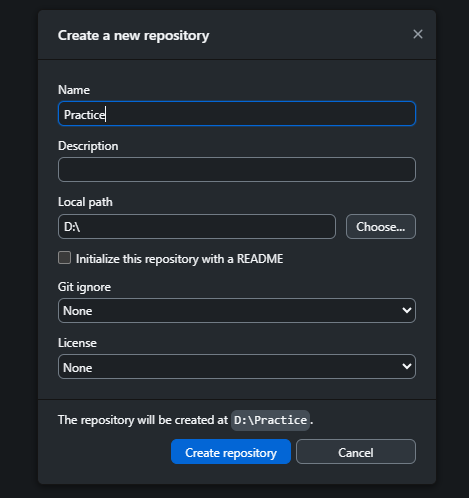 Create a new repository
Name
Practice
Description
Local path
D:\
Choose...
Initialize this repository with a README
Git ignore
None
License
None
The repository will be created at D:\Practice.
Create repository
Cancel